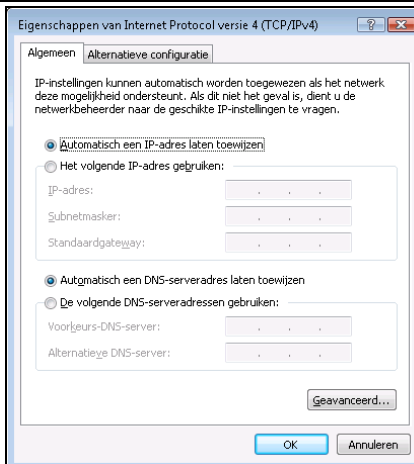 Eigenschappen van Internet Protocol versie 4 (TCP/IPv4)
Algemeen
Alternatieve configuratie
IP-instellingen kunnen automatisch worden toegewezen als het netwerk
deze mogelijkheid ondersteunt. Als dit niet het geval is, dient u de
netwerkbeheerder naar de geschikte IP-instellingen te vragen.
Automatisch een IP-adres laten toewijzen
Het volgende IP-adres gebruiken:
IP-adres:
Subnetmasker:
Standaardgateway:
Automatisch een DNS-serveradres laten toewijzen
De volgende DNS-serveradressen gebruiken:
Voorkeurs-DNS-server:
Alternatieve DNS-server:
Geavanceerd...
OK
Annuleren